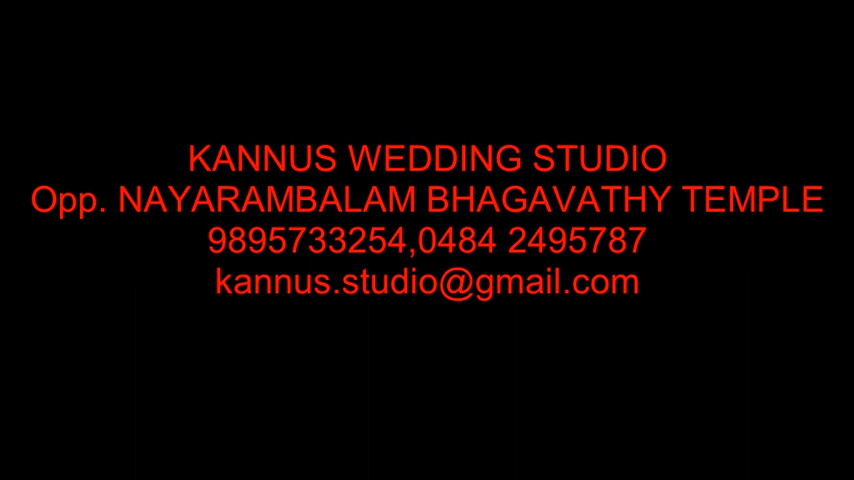 KANNUS WEDDING STUDIO
Opp. NAYARAMBALAM BHAGAVATHY TEMPLE
9895733254,0484 2495787
kannus.studio@gmail.com